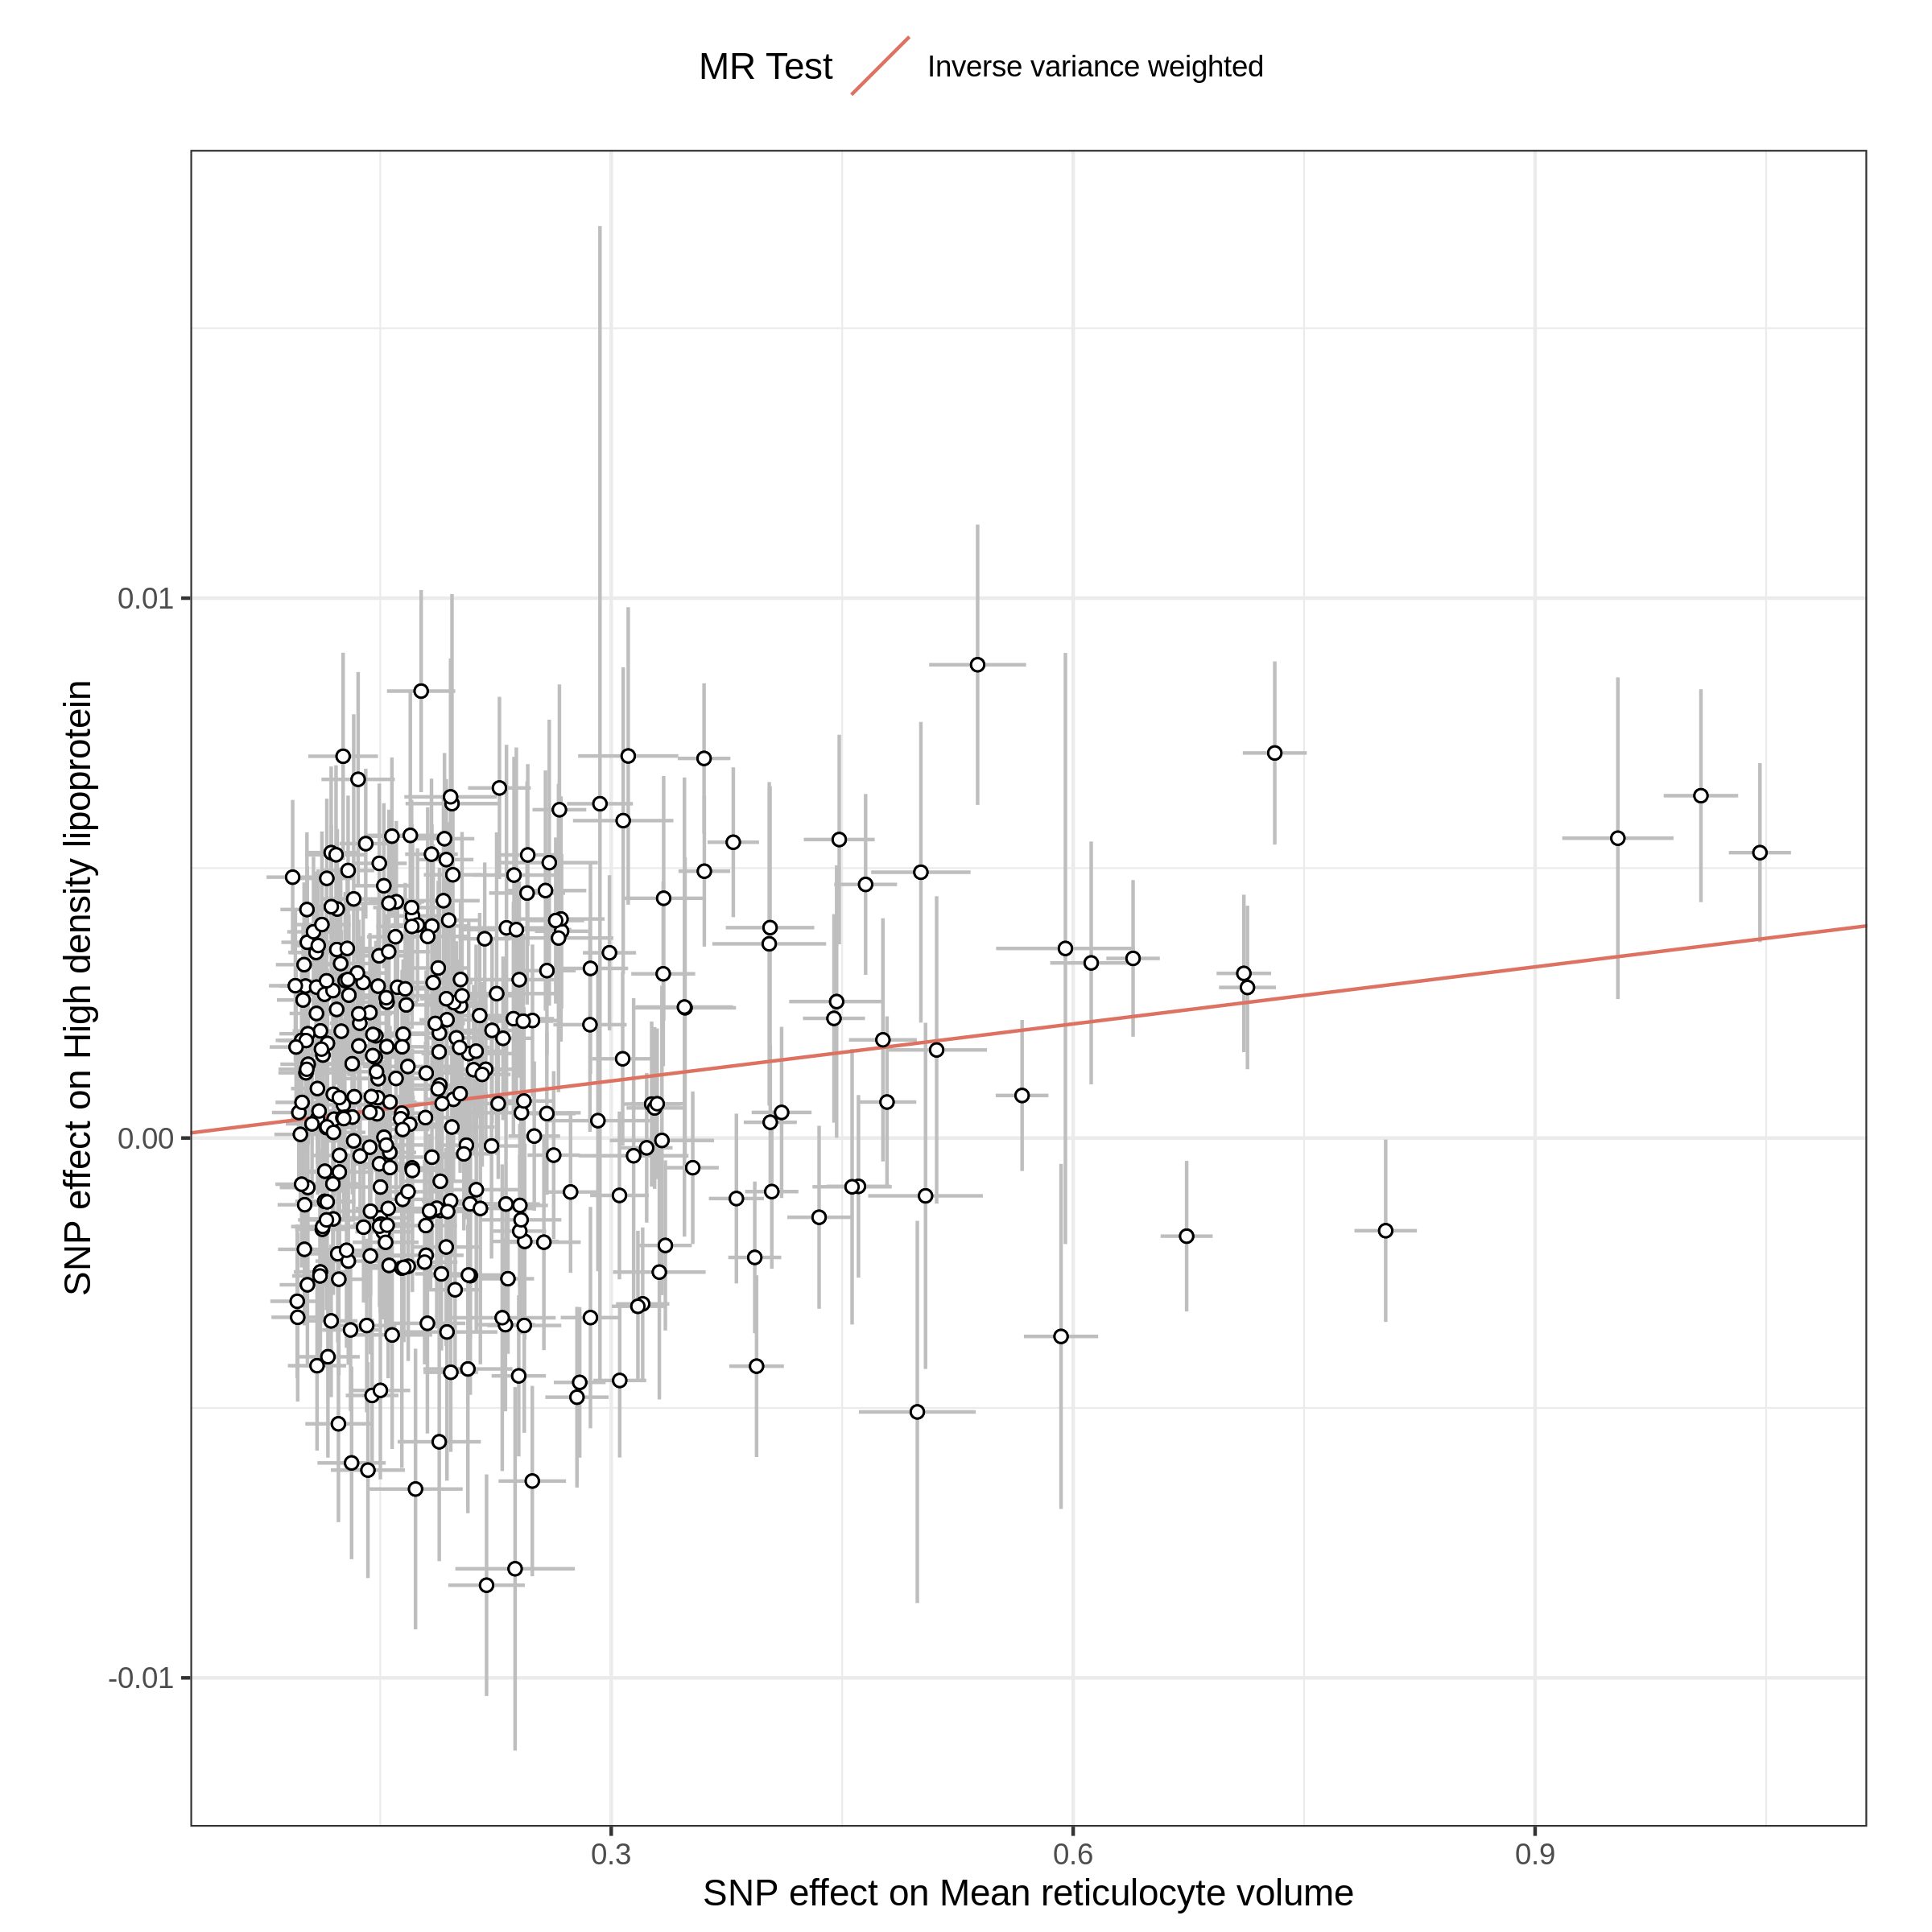 MR Test Inverse variance weighted
SNP effect on High density lipoprotein
0.01
0.00
-0.01
0.3 0.6 0.9
SNP effect on Mean reticulocyte volume